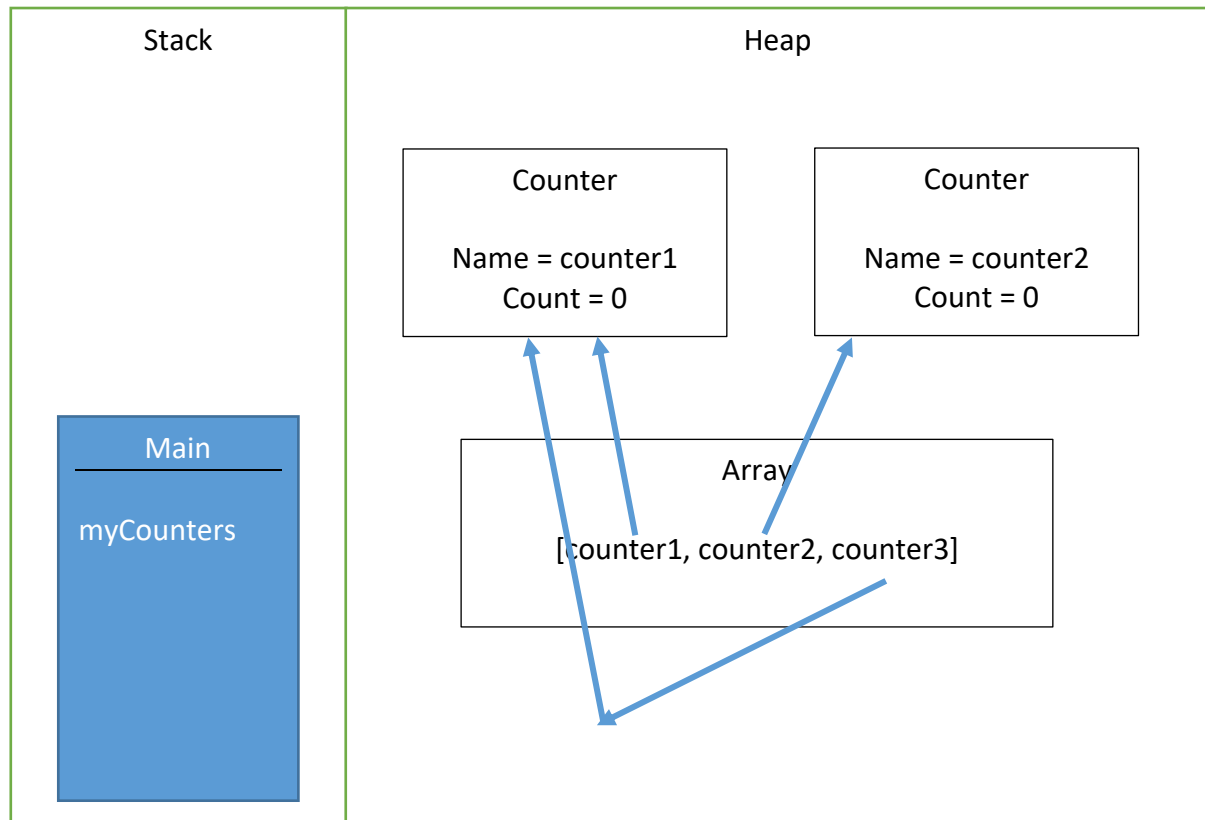 Stack
Heap
Counter
Name = counter1
Count = 0
Counter
Name = counter2
Count = 0
Main
myCounters
Array
[counter1, counter2, counter3]